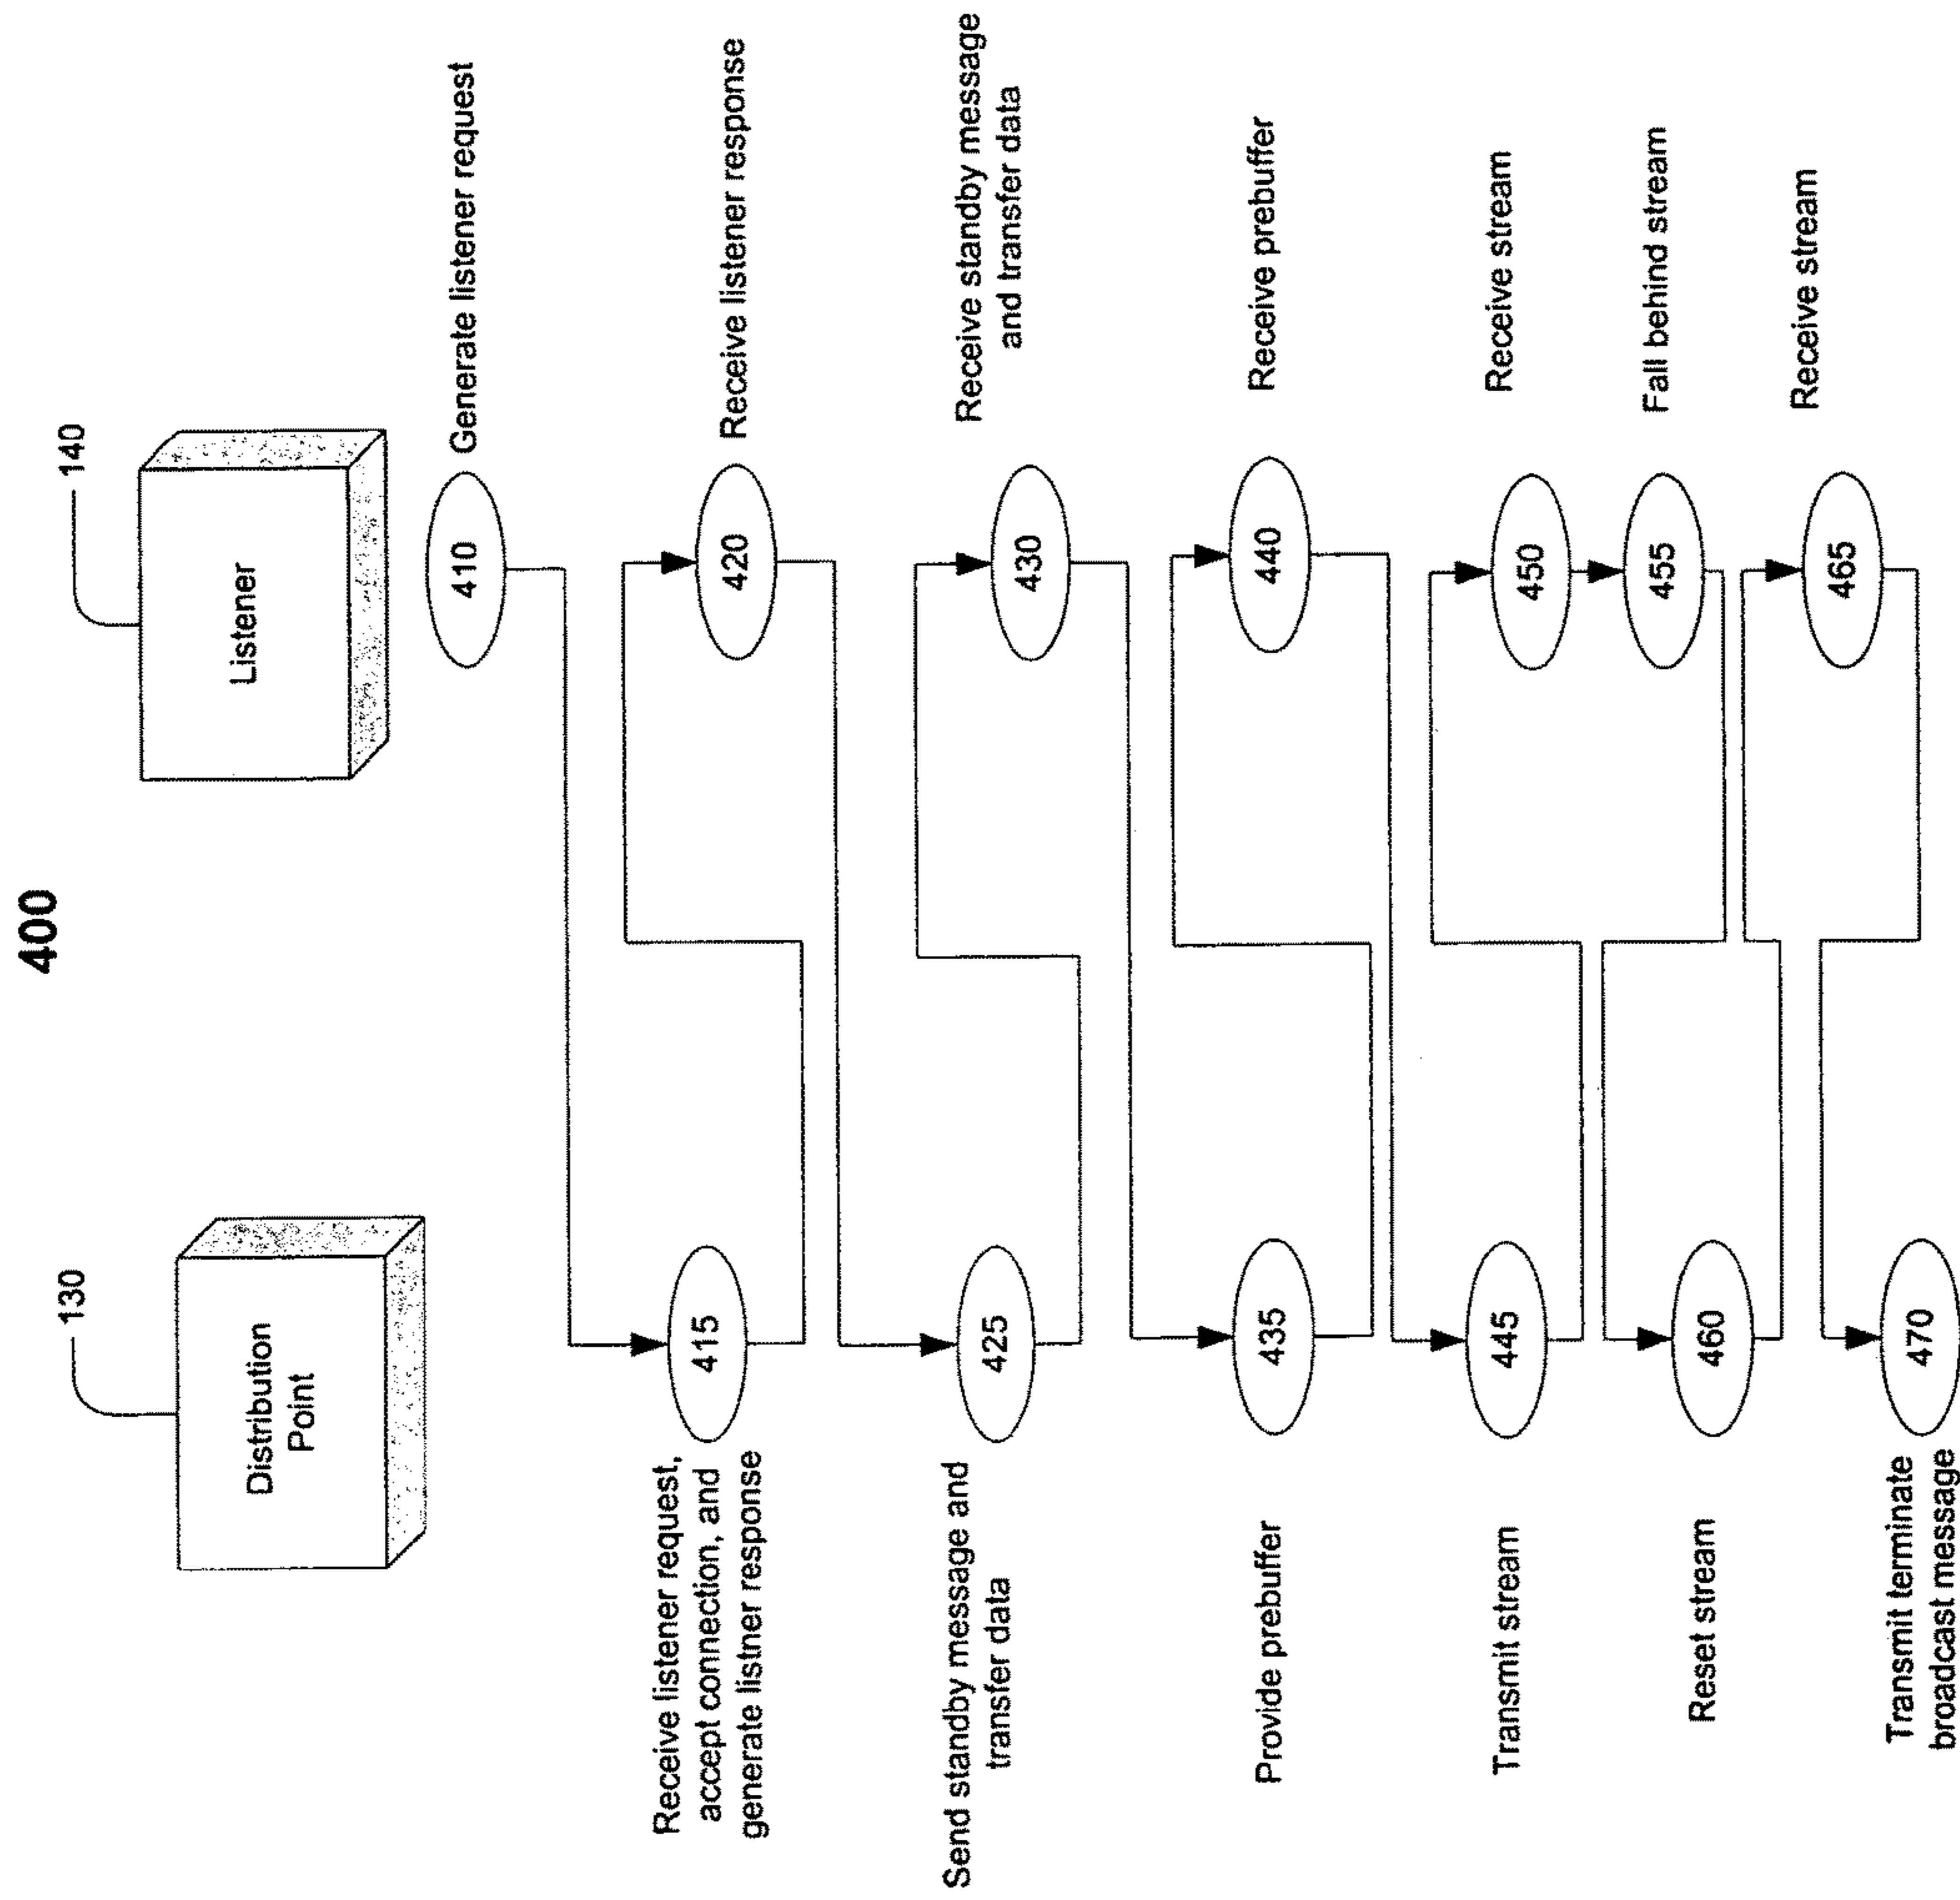 400
130
Distribution
Point
140
Listener
410
Generate listener request
Receive listener request,
accept connection, and
generate listner response
415
420
Receive listener response
Send standby message and
transfer data
425
430
Receive standby message
and transfer data
Provide prebuffer
435
440
Receive prebuffer
Transmit stream
445
450
Receive stream
455
Fall behind stream
Reset stream
460
465
Receive stream
Transmit terminate
broadcast message
470